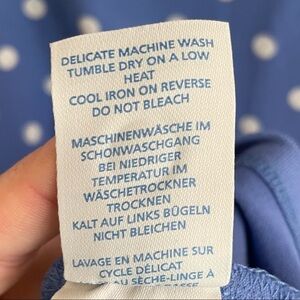 DELICATE MACHINE WASH
TUMBLE DRY ON A LOW
HEAT
COOL IRON ON REVERSE
DO NOT BLEACH
MASCHINENWÄSCHE IM
SCHONWASCHGANG
BEI NIEDRIGER
TEMPERATUR IM
WÄSCHETROCKNER
TROCKNEN
KALT AUF LINKS BÜGELN
NICHT BLEICHEN
LAVAGE EN MACHINE SUR
CYCLE DÉLICAT
AU SÈCHE-LINGE À